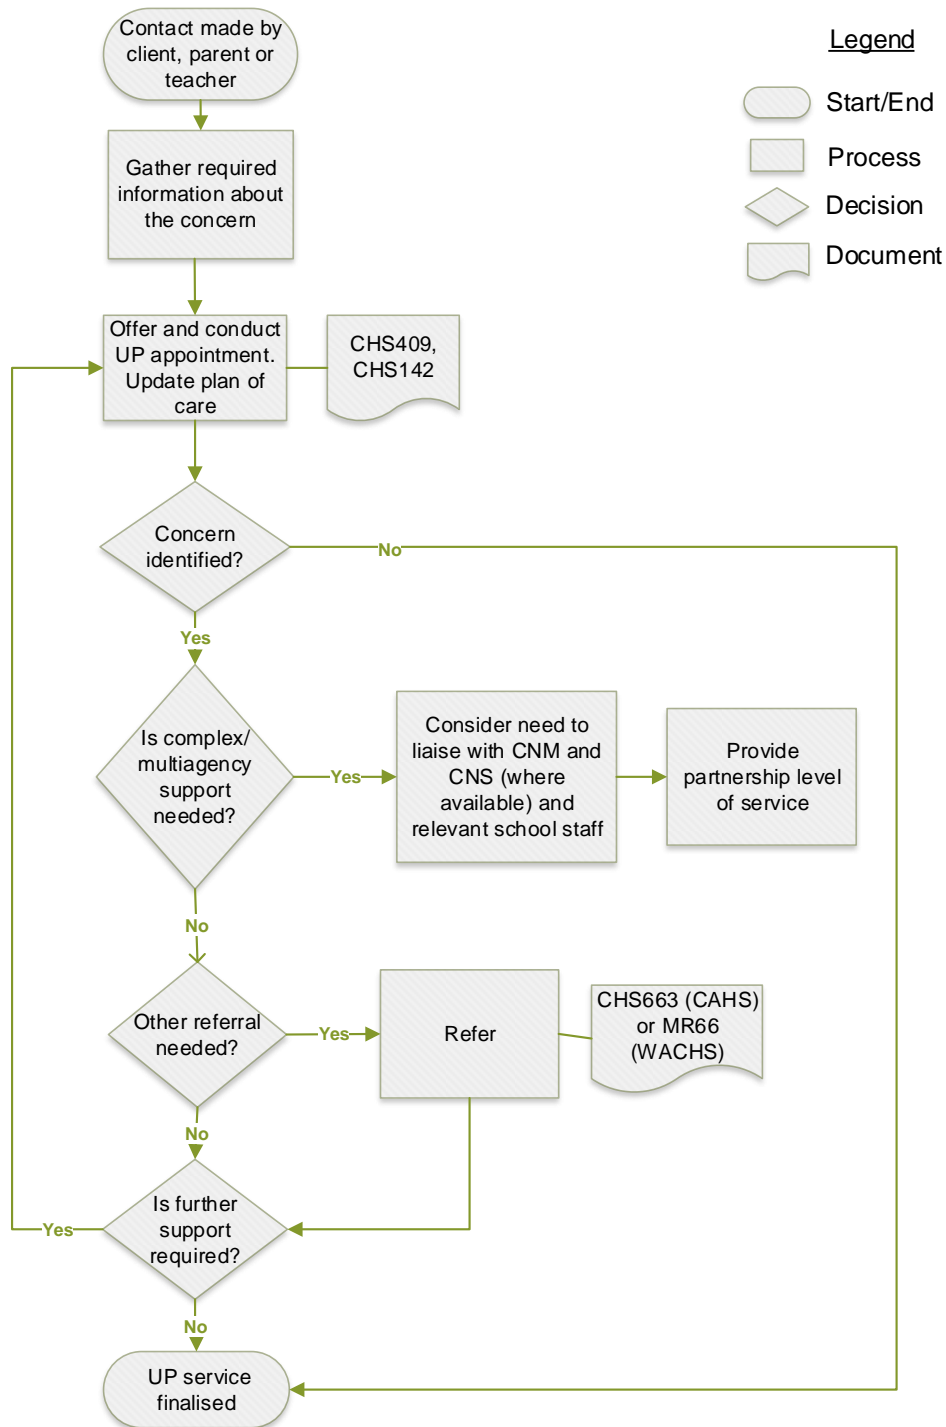 Contact made by
client, parent or
teacher
Legend
Start/End
Process
Decision
Document
Gather required
information about
the concern
Offer and conduct
UP appointment.
Update plan of
care
CHS409,
CHS142
Concern
identified?
No
Yes
Is complex/
multiagency
support
needed?
Yes
Consider need to
liaise with CNM and
CNS (where
available) and
relevant school staff
Provide
partnership level
of service
No
Other referral
needed?
Yes
Refer
CHS663 (CAHS)
or MR66
(WACHS)
No
Is further
support
required?
Yes
No
UP service
finalised